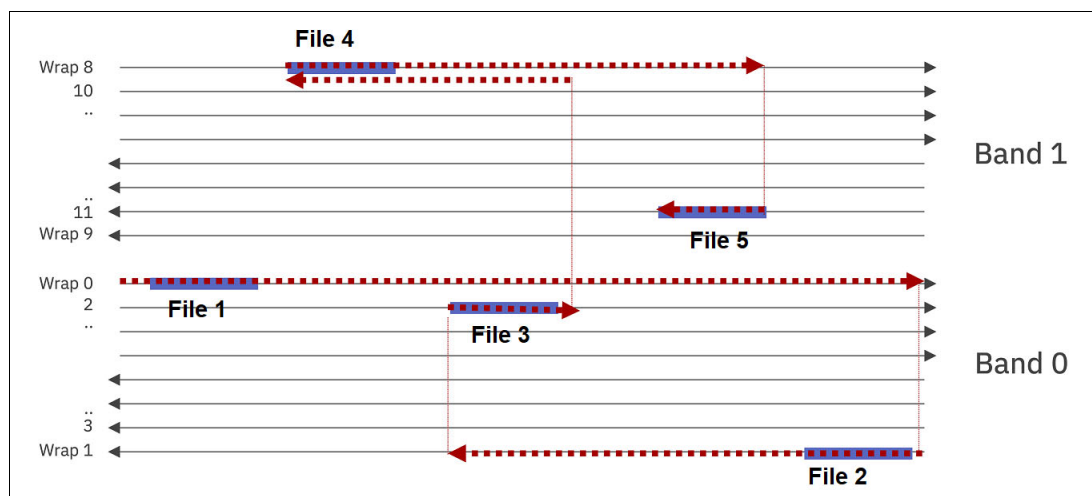 File 4
Wrap 8
10
..
Band 1
..
11
Wrap 9
File 5
Wrap 0
File 1
2
File 3
..
Band 0
..
3
Wrap 1
File 2